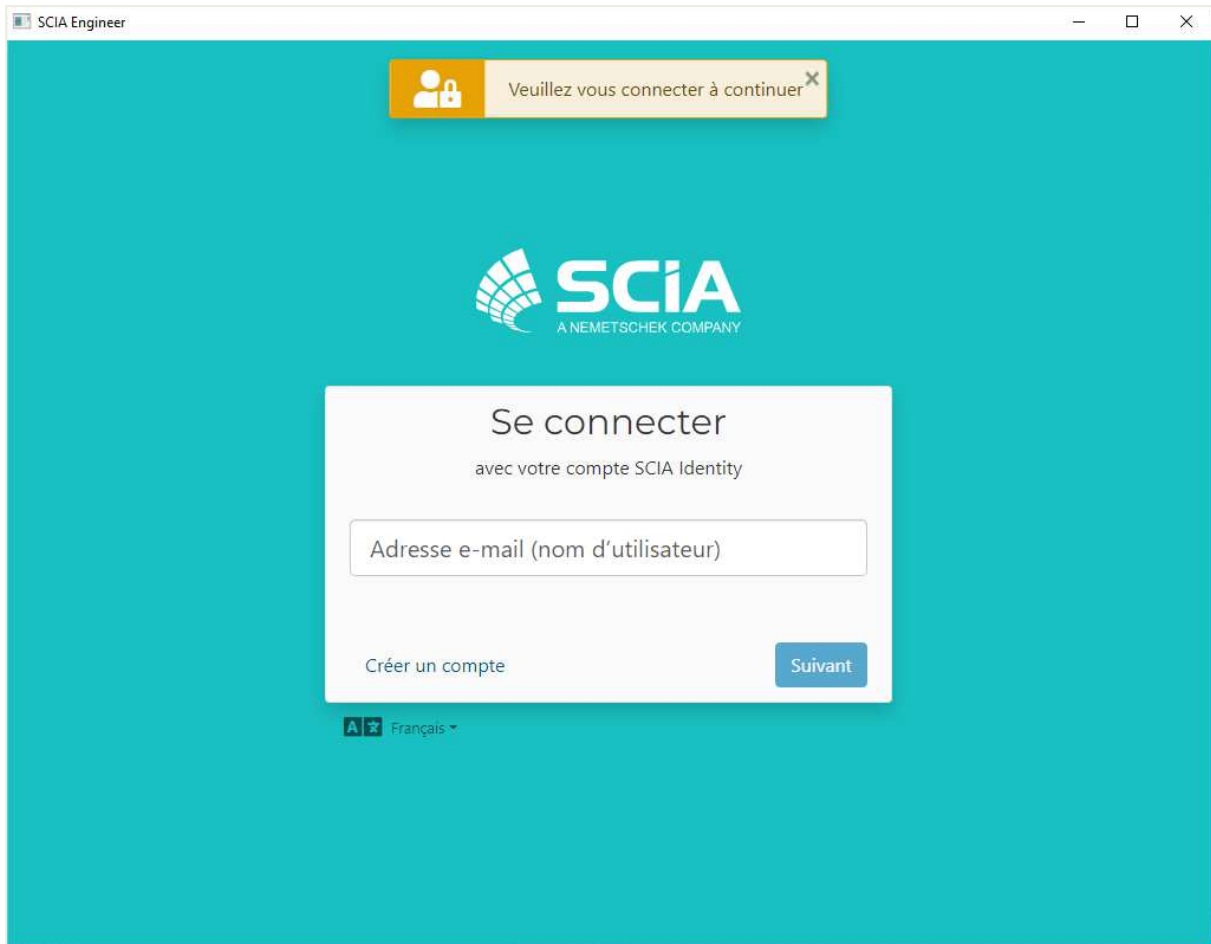 SCIA Engineer
Veuillez vous connecter à continuer
SCiA
A NEMETSCHEK COMPANY
Se connecter
avec votre compte SCIA Identity
Adresse e-mail (nom d’utilisateur)
Créer un compte
Suivant
Français